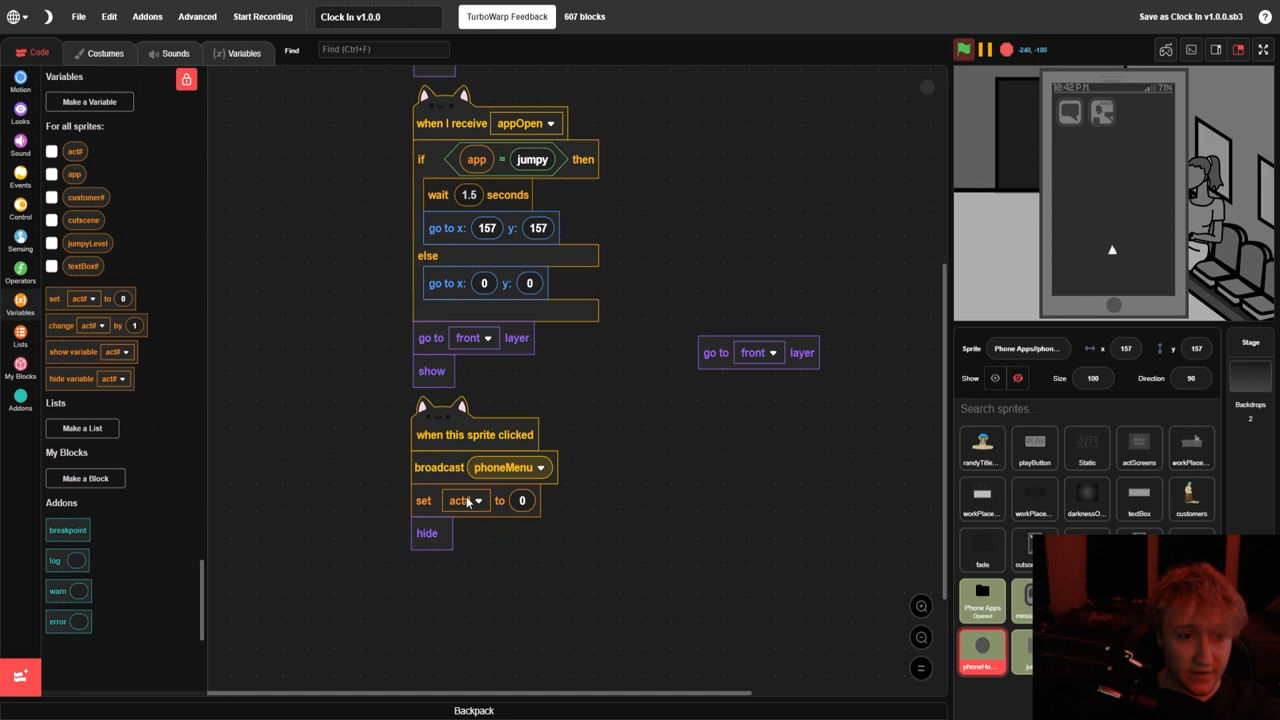 File Edit Addons Advanced Start Recording Clock In v1.0.0 TurboWarp Feedback 607 blocks Save as Clock In v1.0.0.sb3 ?
Code Costumes Sounds Variables Find Find (Ctrl+F) -240, -180
Variables
Make a Variable
For all sprites:
act#
app
customer#
cutscene
jumpyLevel
textBox#
set act# to 0
change act# by 1
show variable act#
hide variable act#
Lists
Make a List
My Blocks
Make a Block
Addons
breakpoint
log
warn
error
Motion
Looks
Sound
Events
Control
Sensing
Operators
Variables
Lists
My Blocks
Addons
when I receive appOpen
if app = jumpy then
wait 1.5 seconds
go to x: 157 y: 157
else
go to x: 0 y: 0
go to front layer
show
go to front layer
when this sprite clicked
broadcast phoneMenu
set act# to 0
hide
Backpack
10:42 P.M. 71%
Sprite Phone Apps//phon... x 157 y 157
Show Size 100 Direction 90
Search sprites...
randyTitle... playButton Static actScreens workPlace...
workPlace... workPlace... darknessO... textBox customers
fade
Phone Apps
Opened
phoneHo...
Stage
Backdrops
2